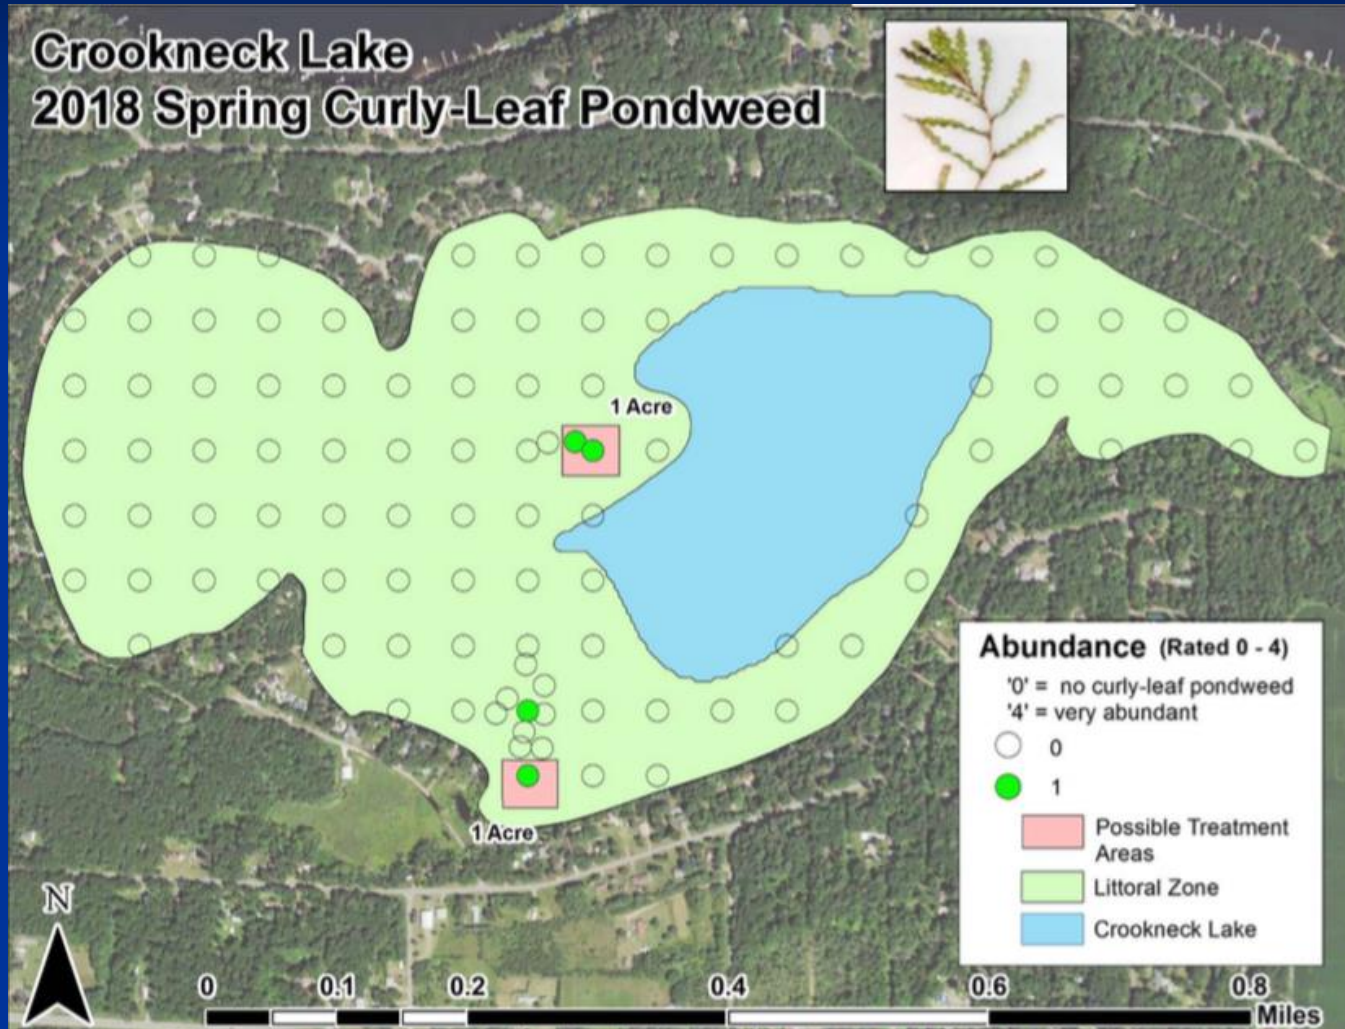 Crookneck Lake
2018 Spring Curly-Leaf Pondweed
1 Acre
1 Acre
Abundance (Rated 0 - 4)
'0' = no curly-leaf pondweed
'4' = very abundant
0
1
Possible Treatment
Areas
Littoral Zone
Crookneck Lake
N
0 0.1 0.2 0.4 0.6 0.8
Miles